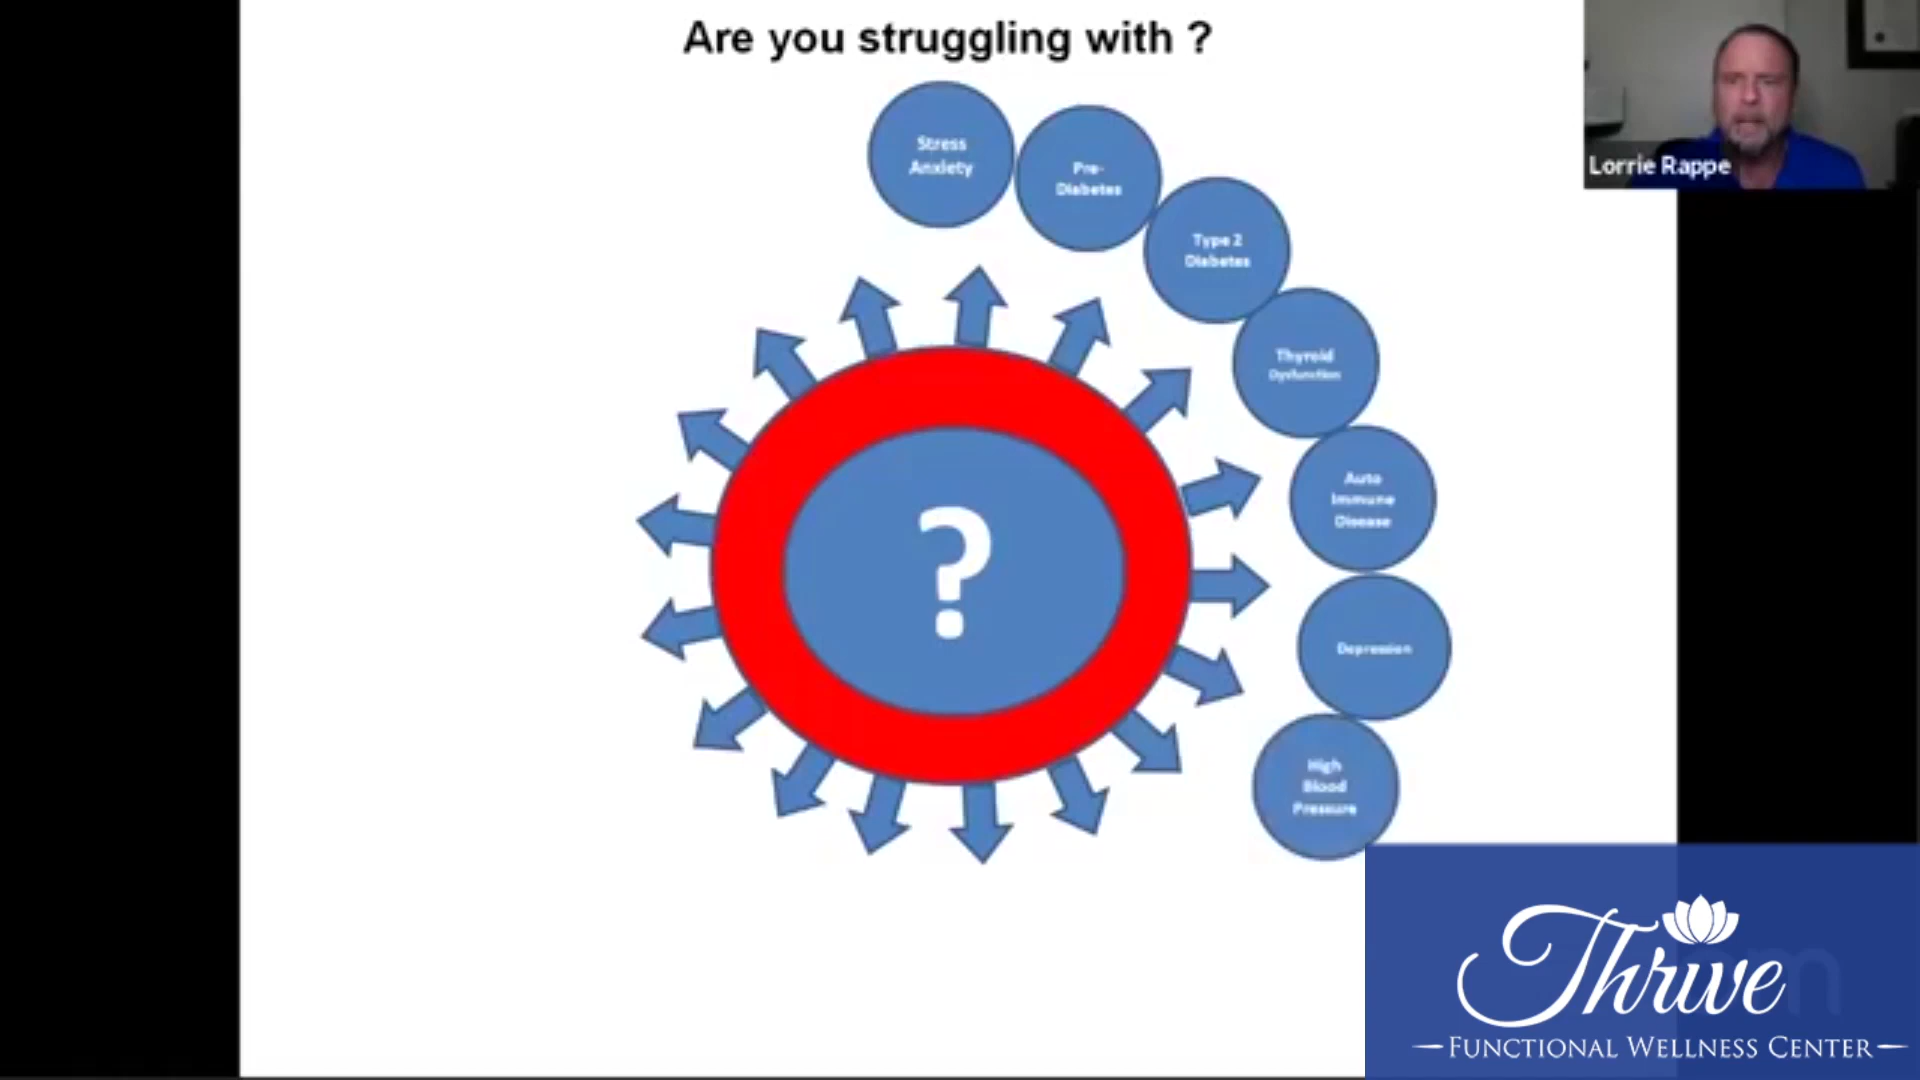 Are you struggling with ?
Lorrie Rappe
Stress
Anxiety
Pre-
Diabetes
Type 2
Diabetes
Thyroid
Dysfunction
Auto
Immune
Disease
Depression
High
Blood
Pressure
?
Thrive
FUNCTIONAL WELLNESS CENTER